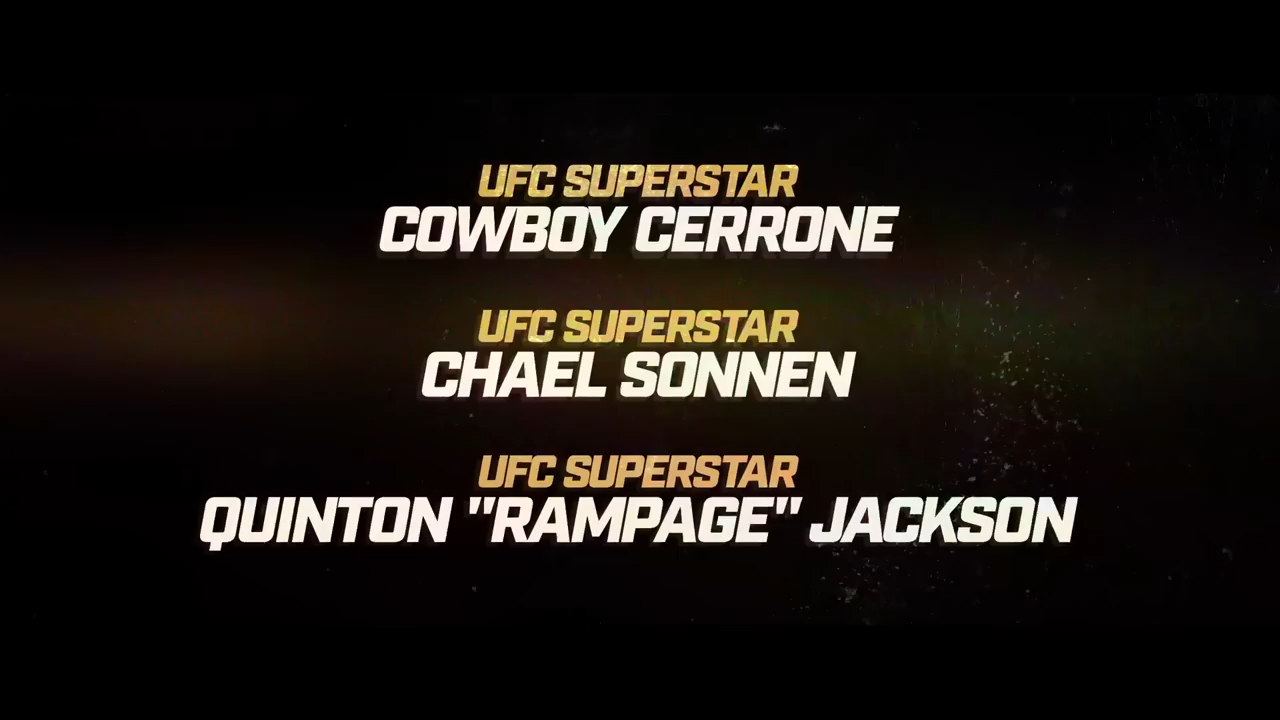 UFC SUPERSTAR
COWBOY CERRONE
UFC SUPERSTAR
CHAEL SONNEN
UFC SUPERSTAR
QUINTON "RAMPAGE" JACKSON